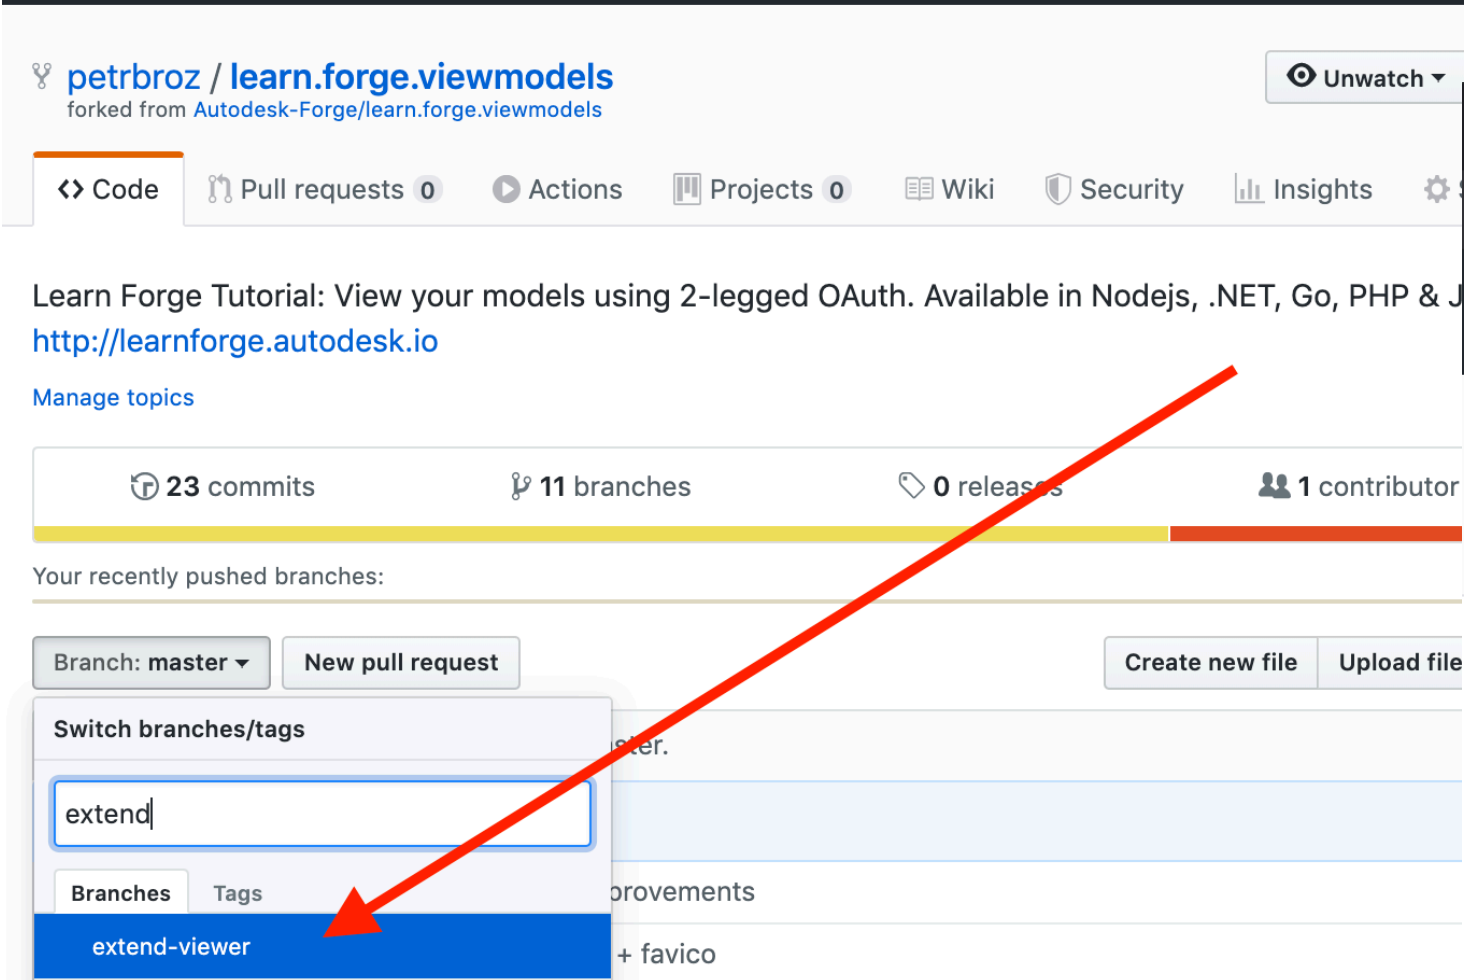 petrbroz / learn.forge.viewmodels
Unwatch
forked from Autodesk-Forge/learn.forge.viewmodels
Code Pull requests 0 Actions Projects 0 Wiki Security Insights
Learn Forge Tutorial: View your models using 2-legged OAuth. Available in Nodejs, .NET, Go, PHP & J
http://learnforge.autodesk.io
Manage topics
23 commits 11 branches 0 releases 1 contributor
Your recently pushed branches:
Branch: master New pull request Create new file Upload file
Switch branches/tags
ster.
extend
Branches Tags
provements
extend-viewer
+ favico